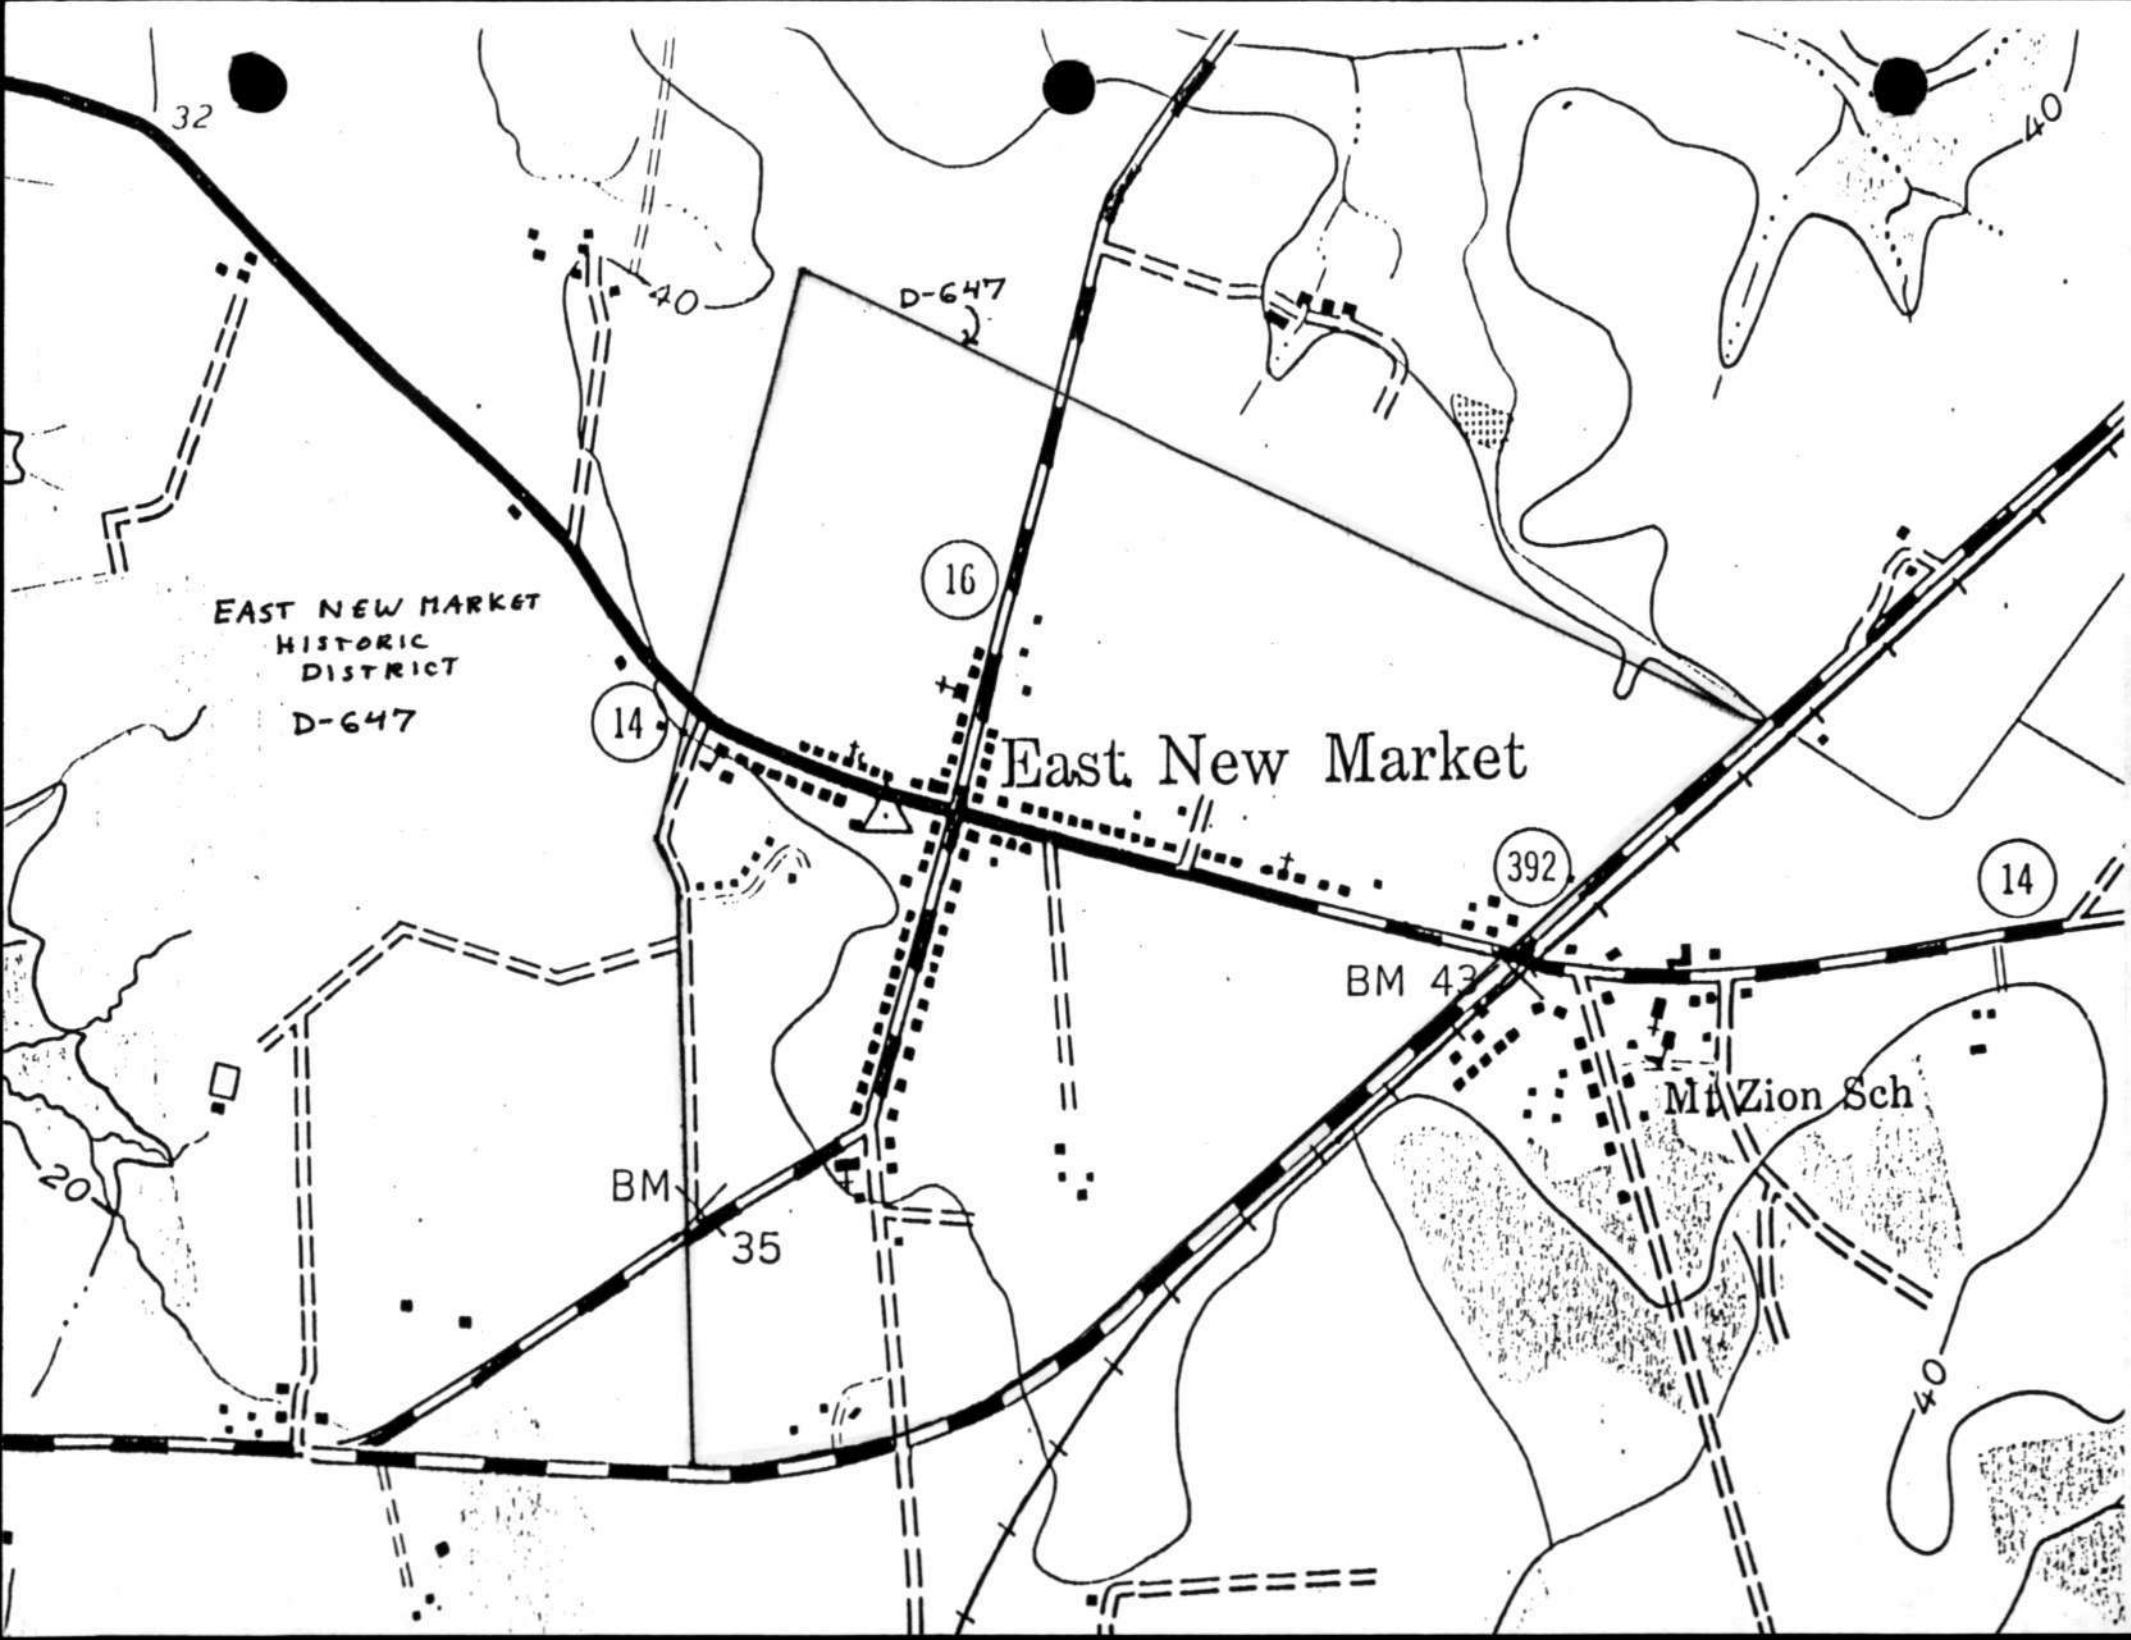 32
40
40
D-647
16
EAST NEW MARKET
HISTORIC
DISTRICT
D-647
14
East New Market
392
14
BM 43
Mt Zion Sch
BM
35
20
40